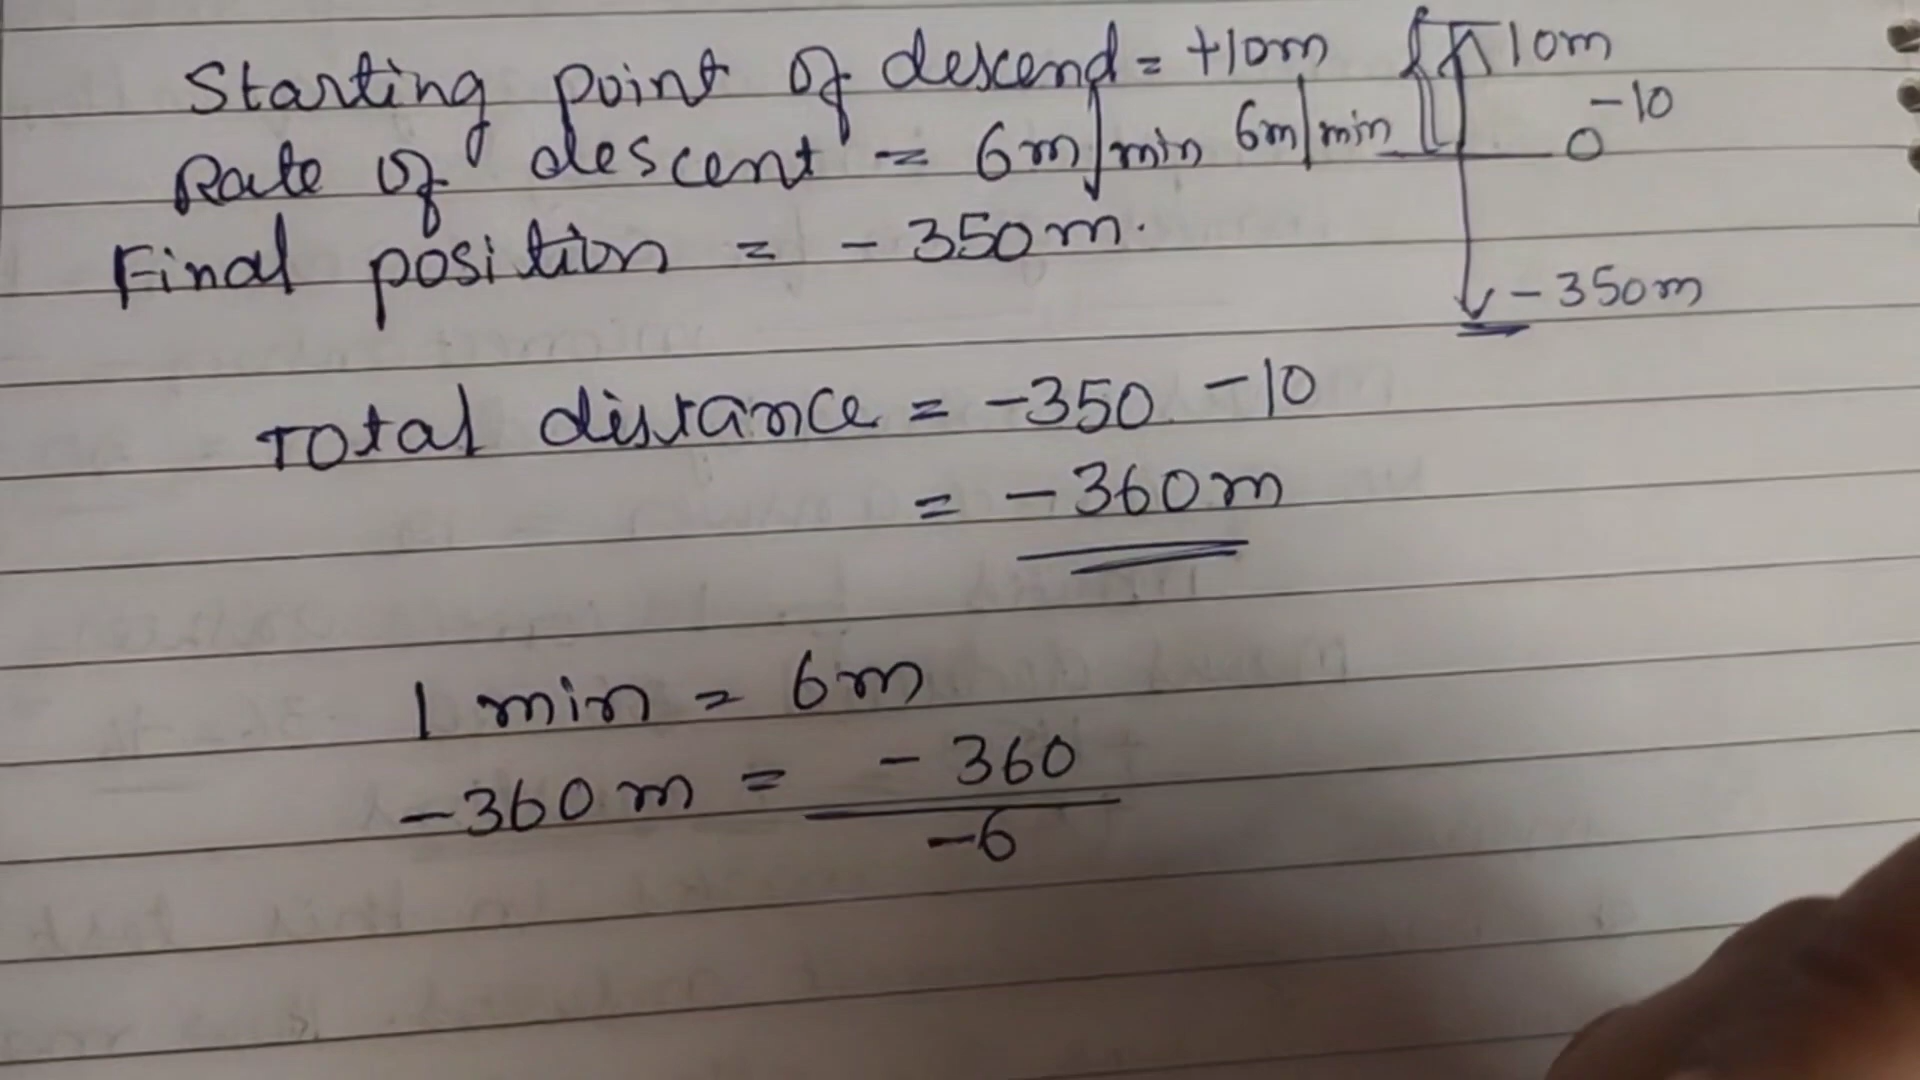 Starting point of descend = +10m
Rate of descent = 6m/min 6m/min
Final position = -350m.
10m
-10
0
-350m
Total distance = -350 -10
= -360m
1 min = 6m
-360m = -360
-6